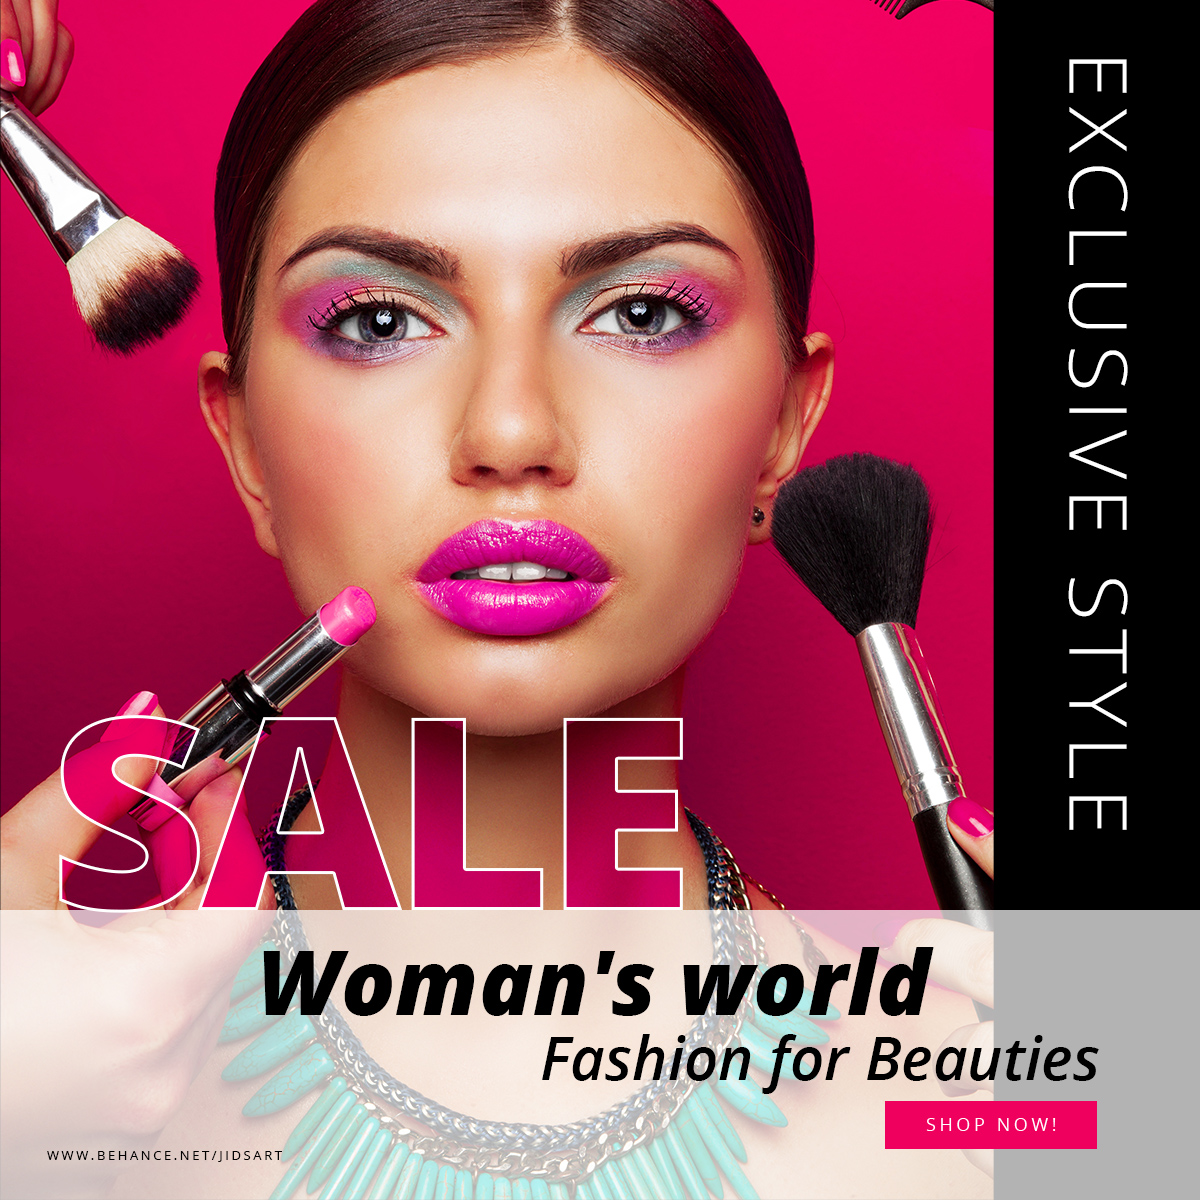 EXCLUSIVE STYLE
SALE
Woman's world
Fashion for Beauties
SHOP NOW!
WWW.BEHANCE.NET/JIDSART